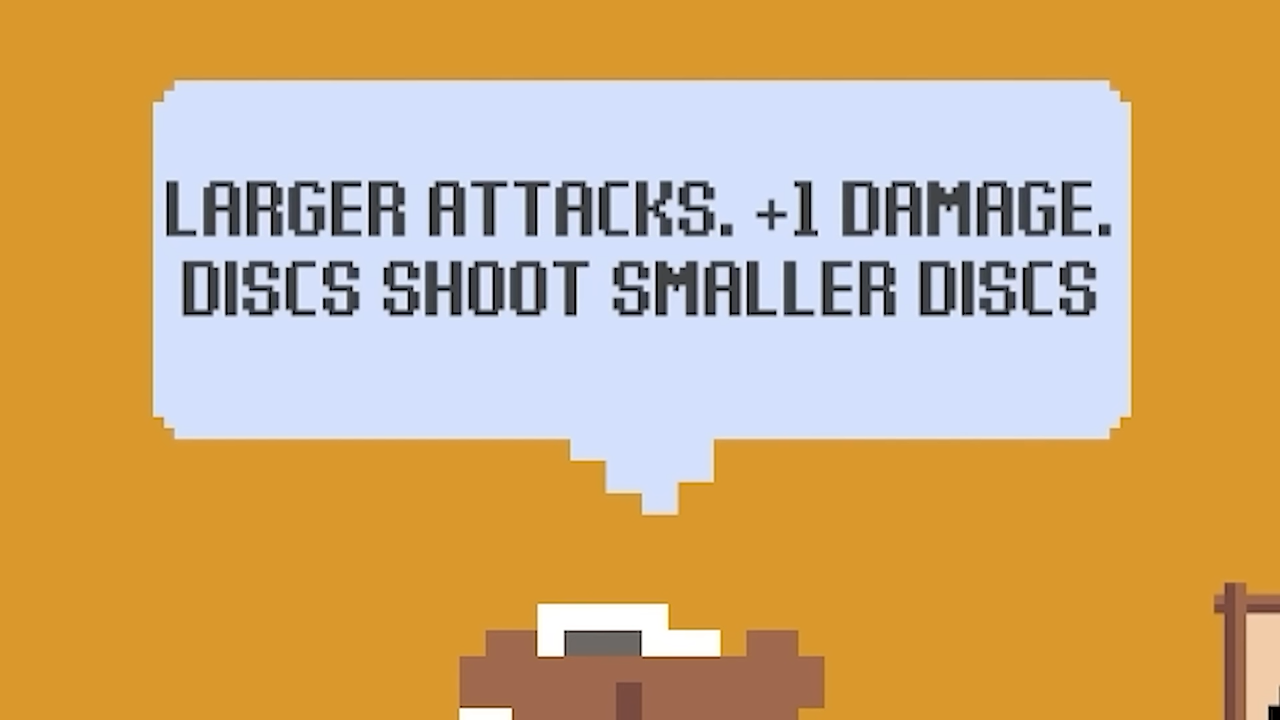 LARGER ATTACKS. +1 DAMAGE.
DISCS SHOOT SMALLER DISCS